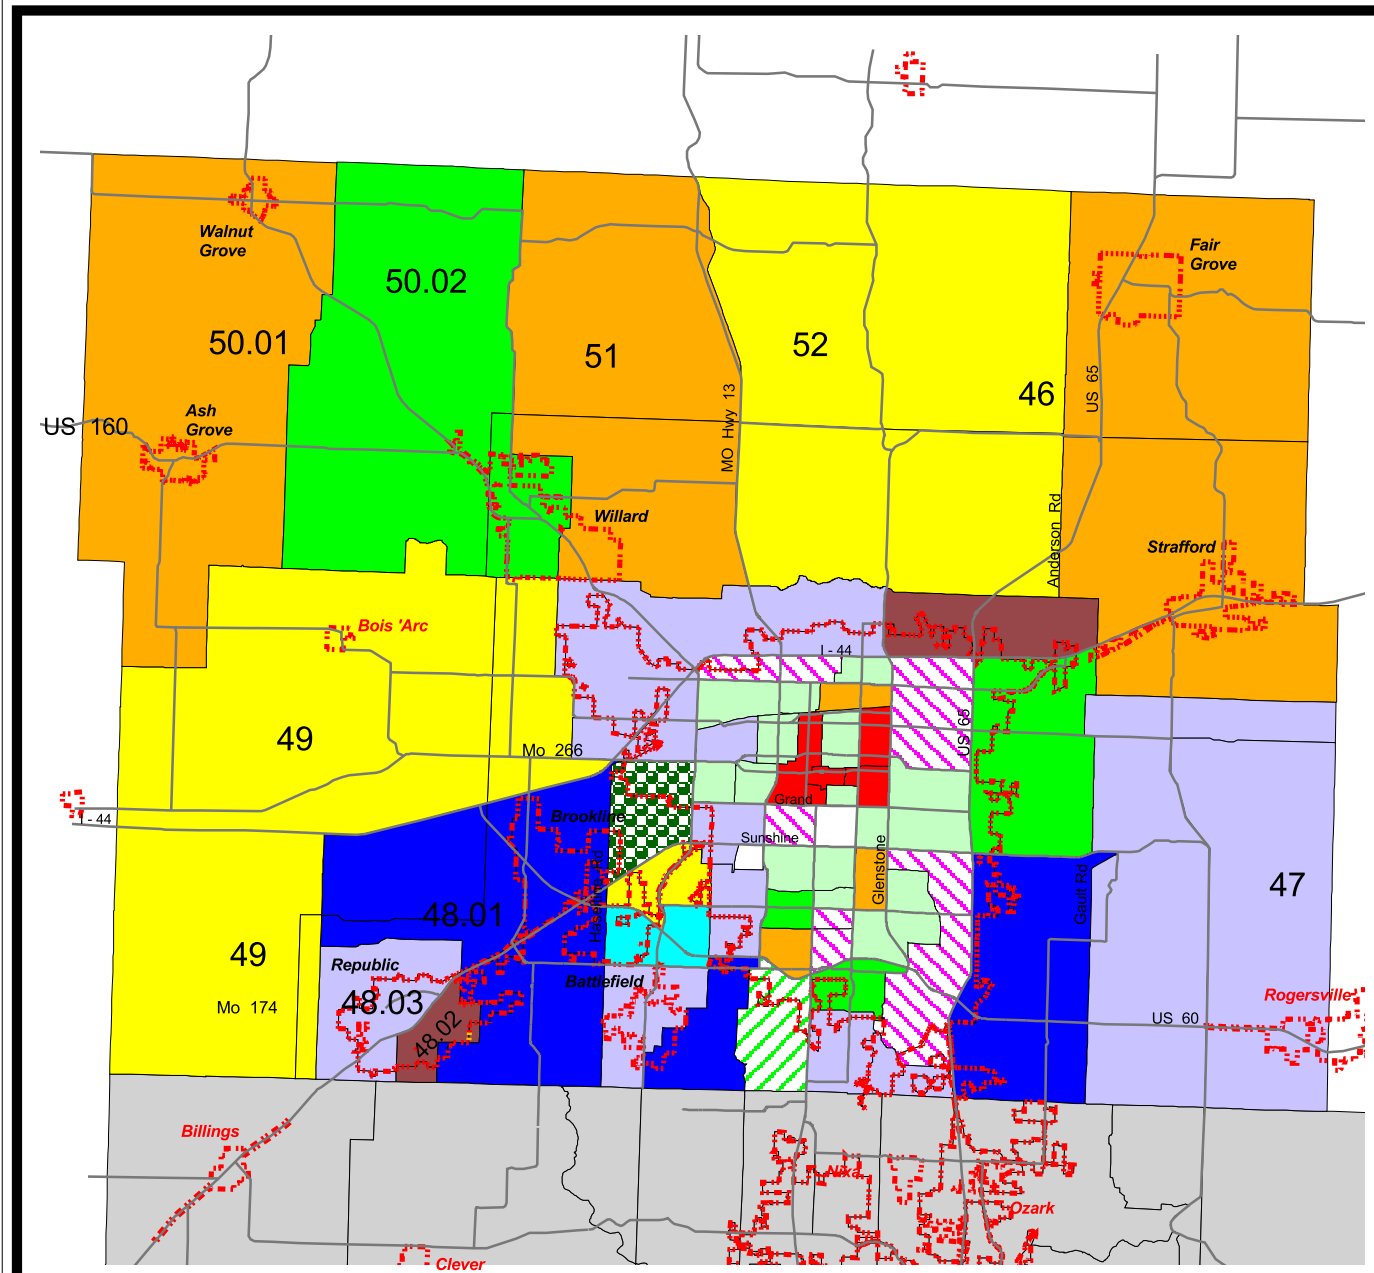 Walnut
Grove
Fair
Grove
50.02
50.01
51
52
46
US 65
MO Hwy 13
Ash
Grove
US 160
Willard
Anderson Rd
Strafford
Bois 'Arc
I - 44
US 65
49
Mo 266
Grand
I - 44
Brookline
Sunshine
Glenstone
Gault Rd
47
48.01
49
Republic
Battlefield
48.03
Mo 174
48.02
Rogersville
US 60
Billings
Nixa
Ozark
Clever